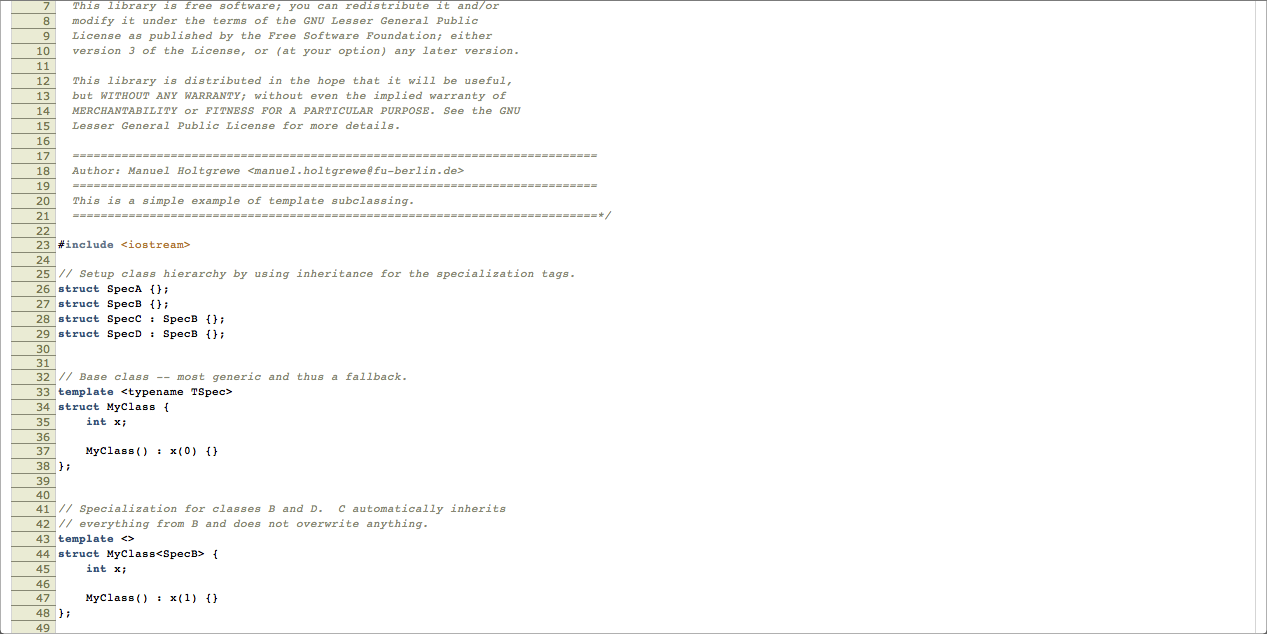 7 This library is free software; you can redistribute it and/or
8 modify it under the terms of the GNU Lesser General Public
9 License as published by the Free Software Foundation; either
10 version 3 of the License, or (at your option) any later version.
11
12 This library is distributed in the hope that it will be useful,
13 but WITHOUT ANY WARRANTY; without even the implied warranty of
14 MERCHANTABILITY or FITNESS FOR A PARTICULAR PURPOSE. See the GNU
15 Lesser General Public License for more details.
16
17 ===========================================================================
18 Author: Manuel Holtgrewe <manuel.holtgrewe@fu-berlin.de>
19 ===========================================================================
20 This is a simple example of template subclassing.
21 ===========================================================================*/
22
23 #include <iostream>
24
25 // Setup class hierarchy by using inheritance for the specialization tags.
26 struct SpecA {};
27 struct SpecB {};
28 struct SpecC : SpecB {};
29 struct SpecD : SpecB {};
30
31
32 // Base class -- most generic and thus a fallback.
33 template <typename TSpec>
34 struct MyClass {
35     int x;
36
37     MyClass() : x(0) {}
38 };
39
40
41 // Specialization for classes B and D.  C automatically inherits
42 // everything from B and does not overwrite anything.
43 template <>
44 struct MyClass<SpecB> {
45     int x;
46
47     MyClass() : x(1) {}
48 };
49